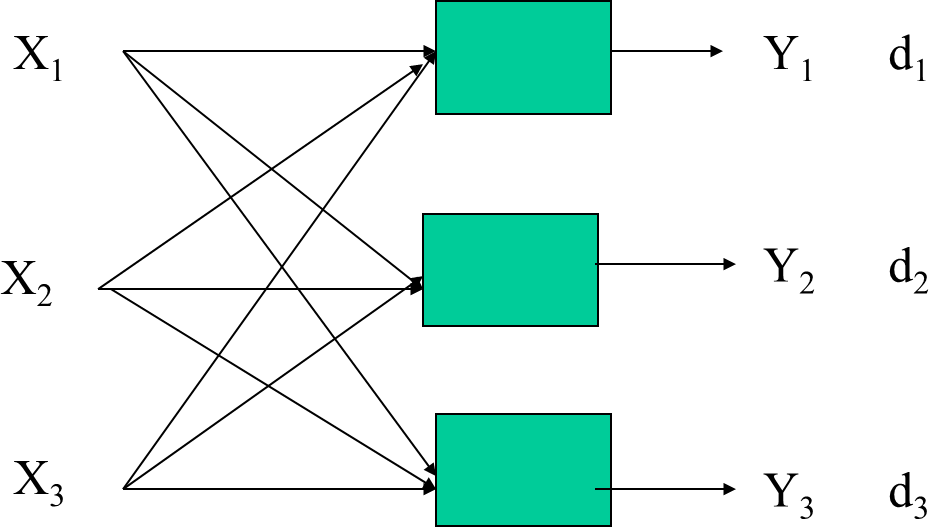 X₁ Y₁ d₁
X₂ Y₂ d₂
X₃ Y₃ d₃